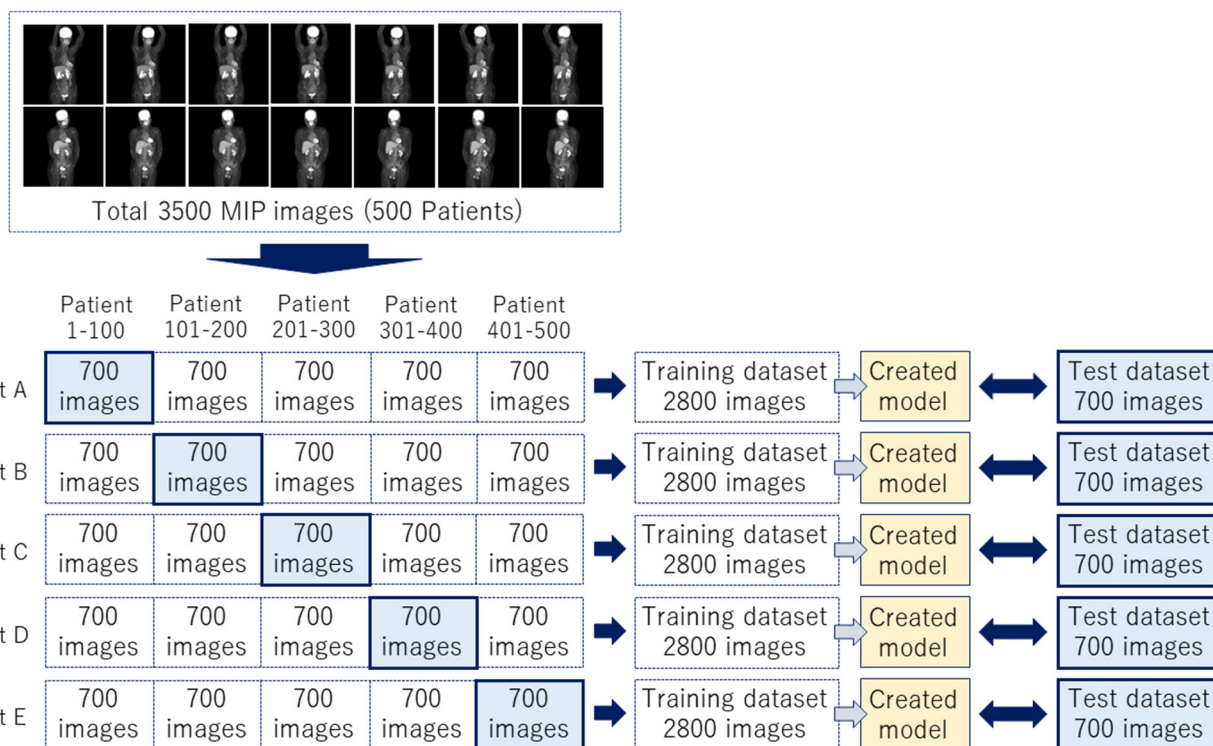 Total 3500 MIP images (500 Patients)
Patient Patient Patient Patient Patient
1-100 101-200 201-300 301-400 401-500
t A
700 700 700 700 700
images images images images images
Training dataset
2800 images
Created
model
Test dataset
700 images
t B
700 700 700 700 700
images images images images images
Training dataset
2800 images
Created
model
Test dataset
700 images
t C
700 700 700 700 700
images images images images images
Training dataset
2800 images
Created
model
Test dataset
700 images
t D
700 700 700 700 700
images images images images images
Training dataset
2800 images
Created
model
Test dataset
700 images
t E
700 700 700 700 700
images images images images images
Training dataset
2800 images
Created
model
Test dataset
700 images